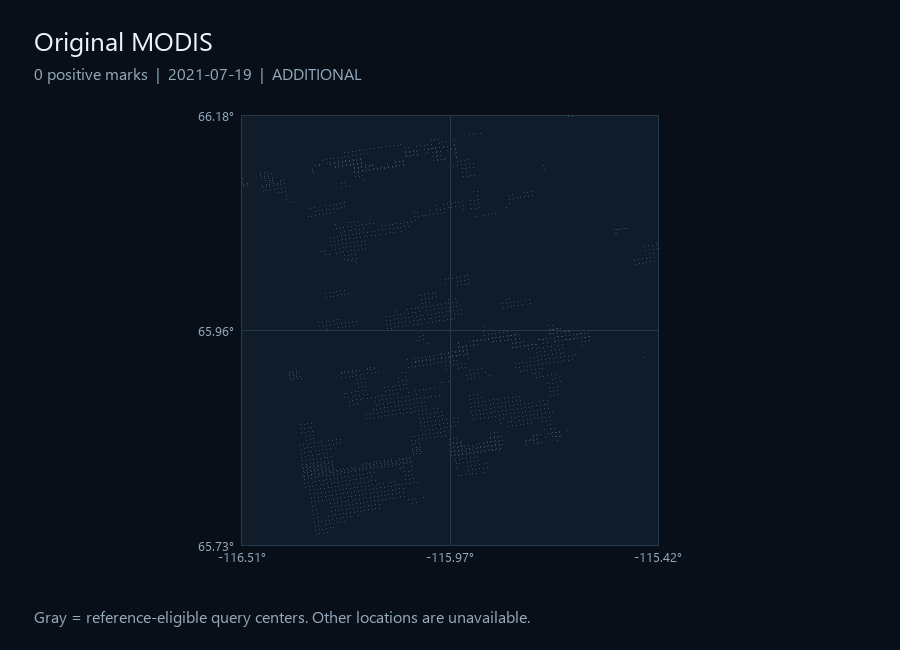 Original MODIS
0 positive marks | 2021-07-19 | ADDITIONAL
66.18°
65.96°
65.73°
-116.51°
-115.97°
-115.42°
Gray = reference-eligible query centers. Other locations are unavailable.